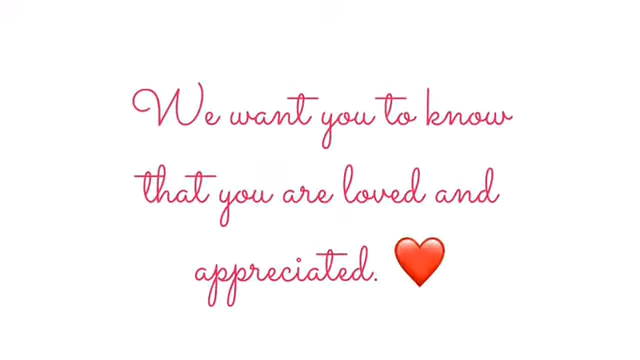 We want you to know
that you are loved and
appreciated. ❤️